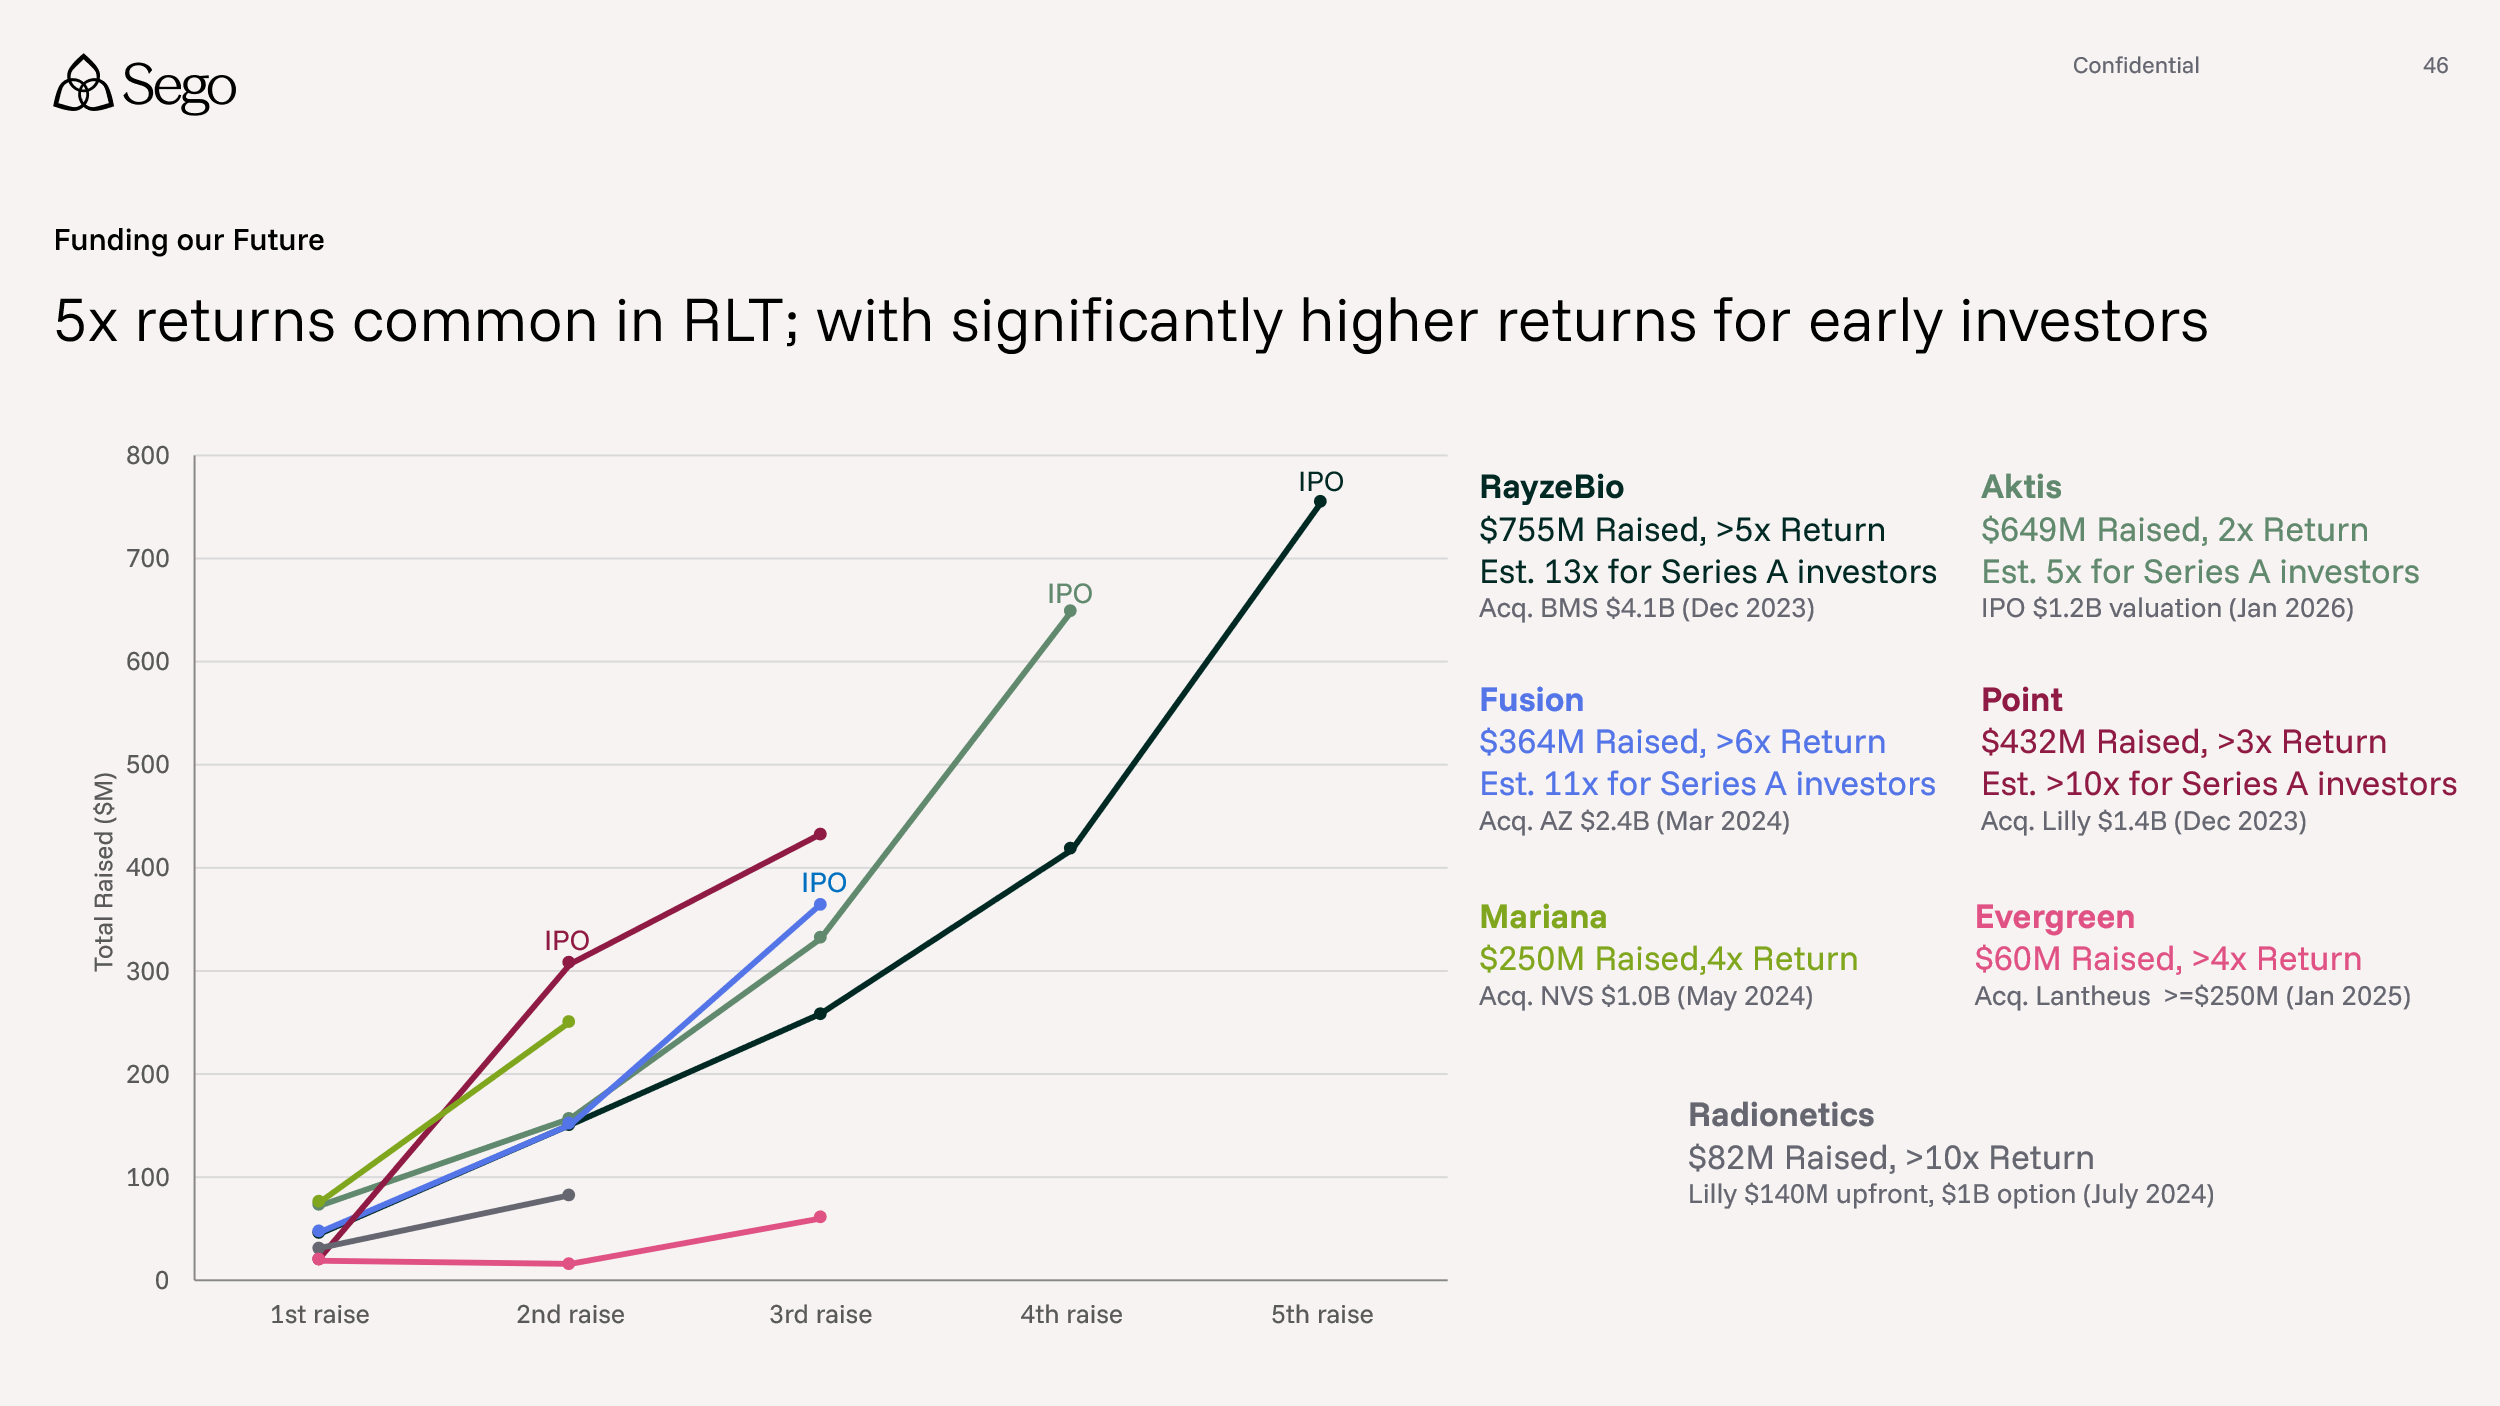 Sego
Confidential
46
Funding our Future
5x returns common in RLT; with significantly higher returns for early investors
Total Raised ($M)
800
700
600
500
400
300
200
100
0
1st raise
2nd raise
3rd raise
4th raise
5th raise
IPO
IPO
IPO
IPO
RayzeBio
$755M Raised, >5x Return
Est. 13x for Series A investors
Acq. BMS $4.1B (Dec 2023)
Aktis
$649M Raised, 2x Return
Est. 5x for Series A investors
IPO $1.2B valuation (Jan 2026)
Fusion
$364M Raised, >6x Return
Est. 11x for Series A investors
Acq. AZ $2.4B (Mar 2024)
Point
$432M Raised, >3x Return
Est. >10x for Series A investors
Acq. Lilly $1.4B (Dec 2023)
Mariana
$250M Raised,4x Return
Acq. NVS $1.0B (May 2024)
Evergreen
$60M Raised, >4x Return
Acq. Lantheus  >=$250M (Jan 2025)
Radionetics
$82M Raised, >10x Return
Lilly $140M upfront, $1B option (July 2024)